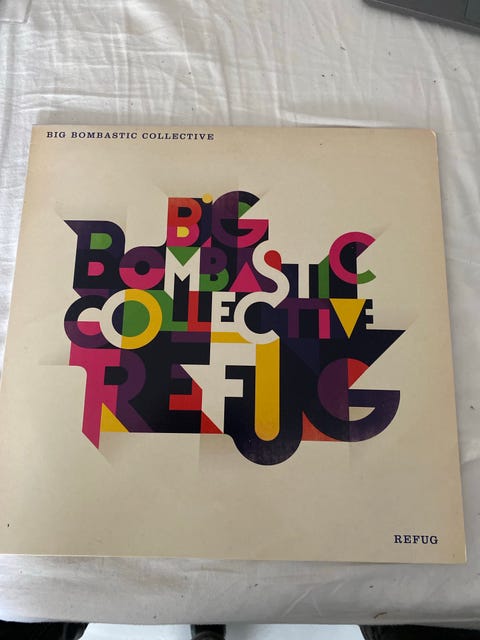 BIG BOMBASTIC COLLECTIVE
BIG
BOMBASTIC
COLLECTIVE
REFUG
REFUG